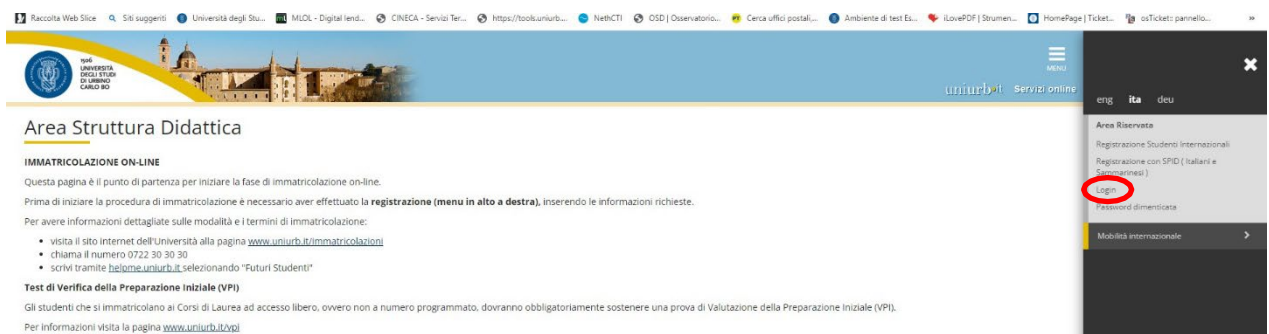 Raccolta Web Slice Siti suggeriti Università degli Stu... MLOL - Digital lend... CINECA - Servizi Ter... https://tools.uniurb... NethCTI OSD | Osservatorio... Cerca uffici postali,... Ambiente di test Es... iLovePDF | Strumen... HomePage | Ticket... osTicket:: pannello... »
1506
UNIVERSITÀ
DEGLI STUDI
DI URBINO
CARLO BO
MENU
uniurb.it Servizi online
eng ita deu
Area Riservata
Registrazione Studenti Internazionali
Registrazione con SPID ( Italiani e
Sammarinesi )
Login
Password dimenticata
Mobilità internazionale
Area Struttura Didattica
IMMATRICOLAZIONE ON-LINE
Questa pagina è il punto di partenza per iniziare la fase di immatricolazione on-line.
Prima di iniziare la procedura di immatricolazione è necessario aver effettuato la registrazione (menu in alto a destra), inserendo le informazioni richieste.
Per avere informazioni dettagliate sulle modalità e i termini di immatricolazione:
• visita il sito internet dell'Università alla pagina www.uniurb.it/immatricolazioni
• chiama il numero 0722 30 30 30
• scrivi tramite helpme.uniurb.it selezionando "Futuri Studenti"
Test di Verifica della Preparazione Iniziale (VPI)
Gli studenti che si immatricolano ai Corsi di Laurea ad accesso libero, ovvero non a numero programmato, dovranno obbligatoriamente sostenere una prova di Valutazione della Preparazione Iniziale (VPI).
Per informazioni visita la pagina www.uniurb.it/vpi